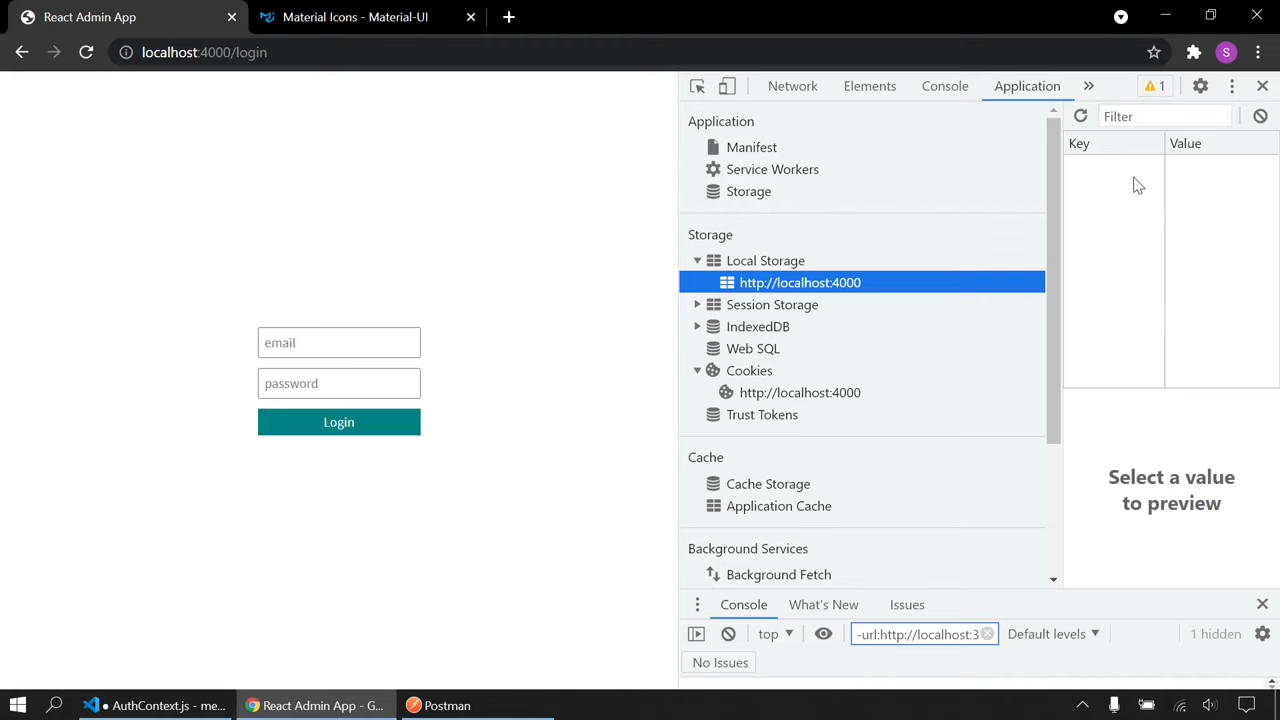 React Admin App
Material Icons - Material-UI
localhost:4000/login
S
email
password
Login
Network
Elements
Console
Application
1
Application
Manifest
Service Workers
Storage
Storage
Local Storage
http://localhost:4000
Session Storage
IndexedDB
Web SQL
Cookies
http://localhost:4000
Trust Tokens
Cache
Cache Storage
Application Cache
Background Services
Background Fetch
Filter
Key
Value
Select a value
to preview
Console
What's New
Issues
top
-url:http://localhost:3
Default levels
1 hidden
No Issues
AuthContext.js - me...
React Admin App - G...
Postman